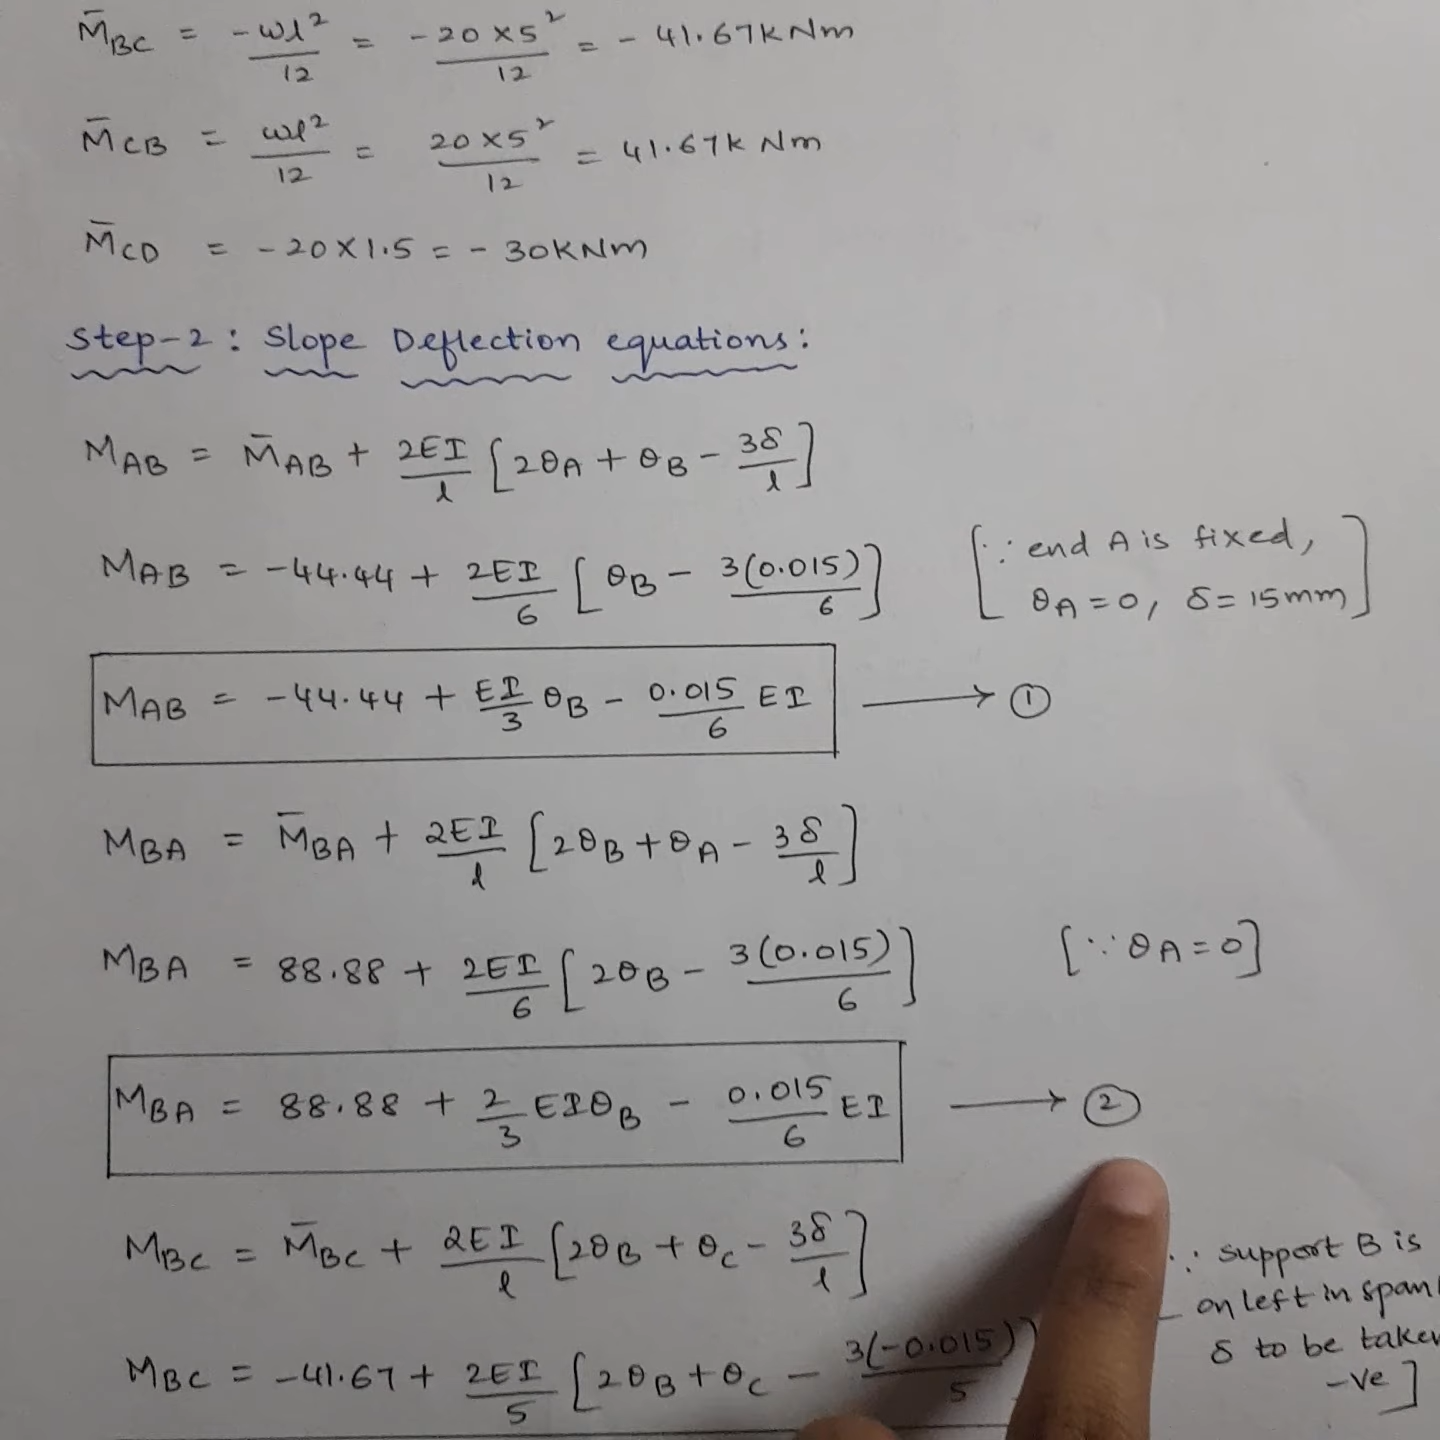 M̄BC = -wl²/12 = -20×5²/12 = - 41.67kNm
M̄CB = wl²/12 = 20×5²/12 = 41.67k Nm
M̄CD = -20×1.5 = - 30kNm
Step-2: Slope Deflection equations:
MAB = M̄AB + 2EI/l [2θA + θB - 3δ/l]
MAB = -44.44 + 2EI/6 [θB - 3(0.015)/6] [∵ end A is fixed,
θA=0, δ=15mm]
MAB = -44.44 + EI/3 θB - 0.015/6 EI → ①
MBA = M̄BA + 2EI/l [2θB + θA - 3δ/l]
MBA = 88.88 + 2EI/6 [2θB - 3(0.015)/6] [∵ θA=0]
MBA = 88.88 + 2/3 EIθB - 0.015/6 EI → ②
MBC = M̄BC + 2EI/l [2θB + θC - 3δ/l]
∵ support B is
on left in span
MBC = -41.67 + 2EI/5 [2θB + θC - 3(-0.015)/5
δ to be taken
-ve]